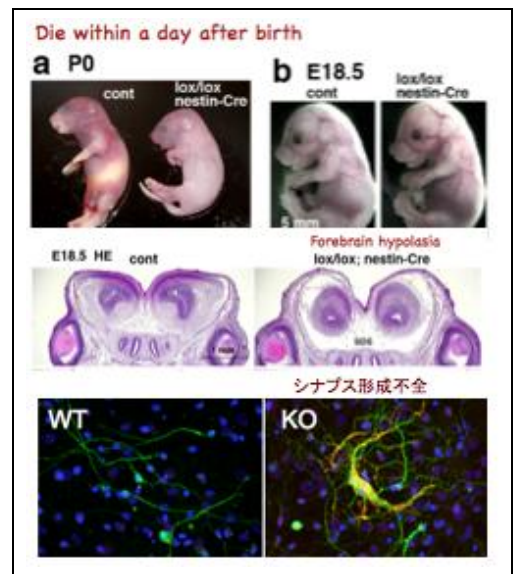 Die within a day after birth
a P0
cont
lox/lox
nestin-Cre
b E18.5
cont
lox/lox
nestin-Cre
5 mm
E18.5 HE cont
Forebrain hypolasia
lox/lox; nestin-Cre
シナプス形成不全
WT
KO